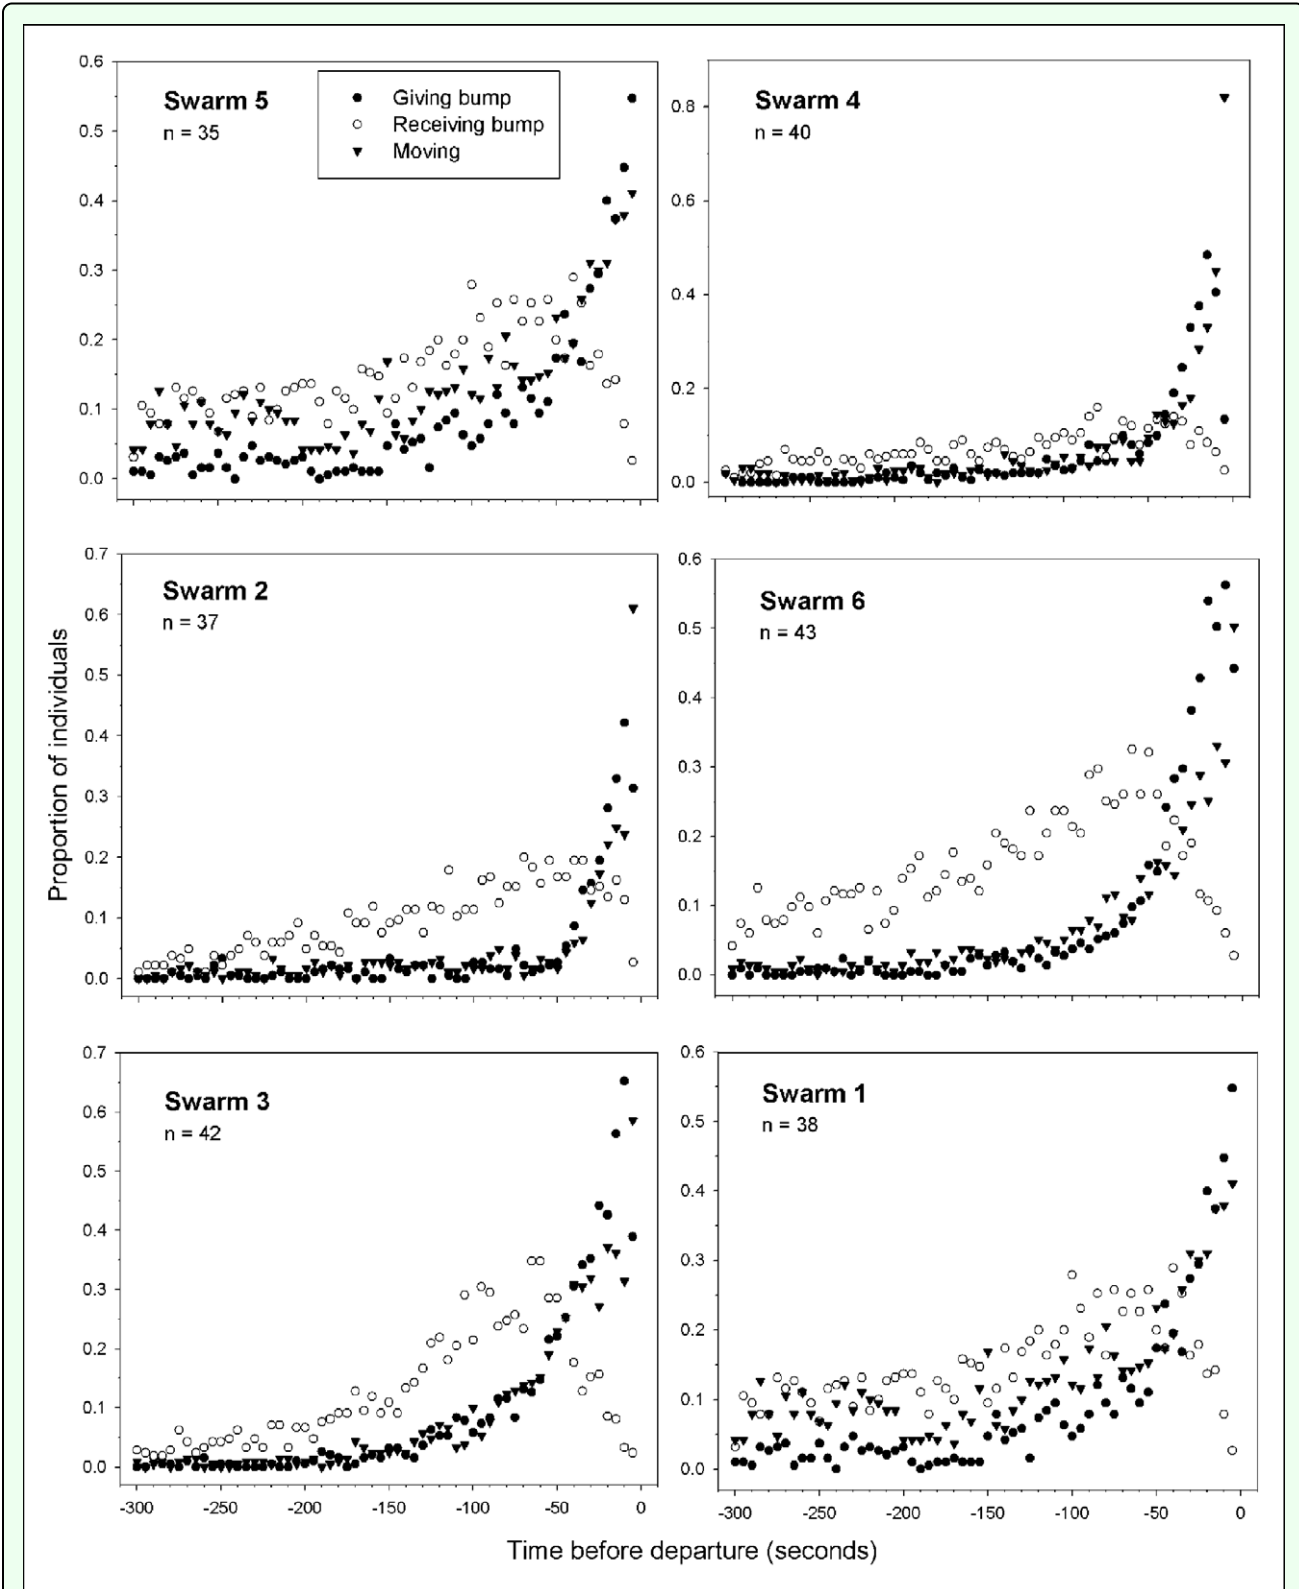 Swarm 5
n = 35
Giving bump
Receiving bump
Moving
0.6
0.5
0.4
0.3
0.2
0.1
0.0
Swarm 4
n = 40
0.8
0.6
0.4
0.2
0.0
Proportion of individuals
Swarm 2
n = 37
0.7
0.6
0.5
0.4
0.3
0.2
0.1
0.0
Swarm 6
n = 43
0.6
0.5
0.4
0.3
0.2
0.1
0.0
Swarm 3
n = 42
0.7
0.6
0.5
0.4
0.3
0.2
0.1
0.0
-300 -250 -200 -150 -100 -50 0
Swarm 1
n = 38
0.6
0.5
0.4
0.3
0.2
0.1
0.0
-300 -250 -200 -150 -100 -50 0
Time before departure (seconds)